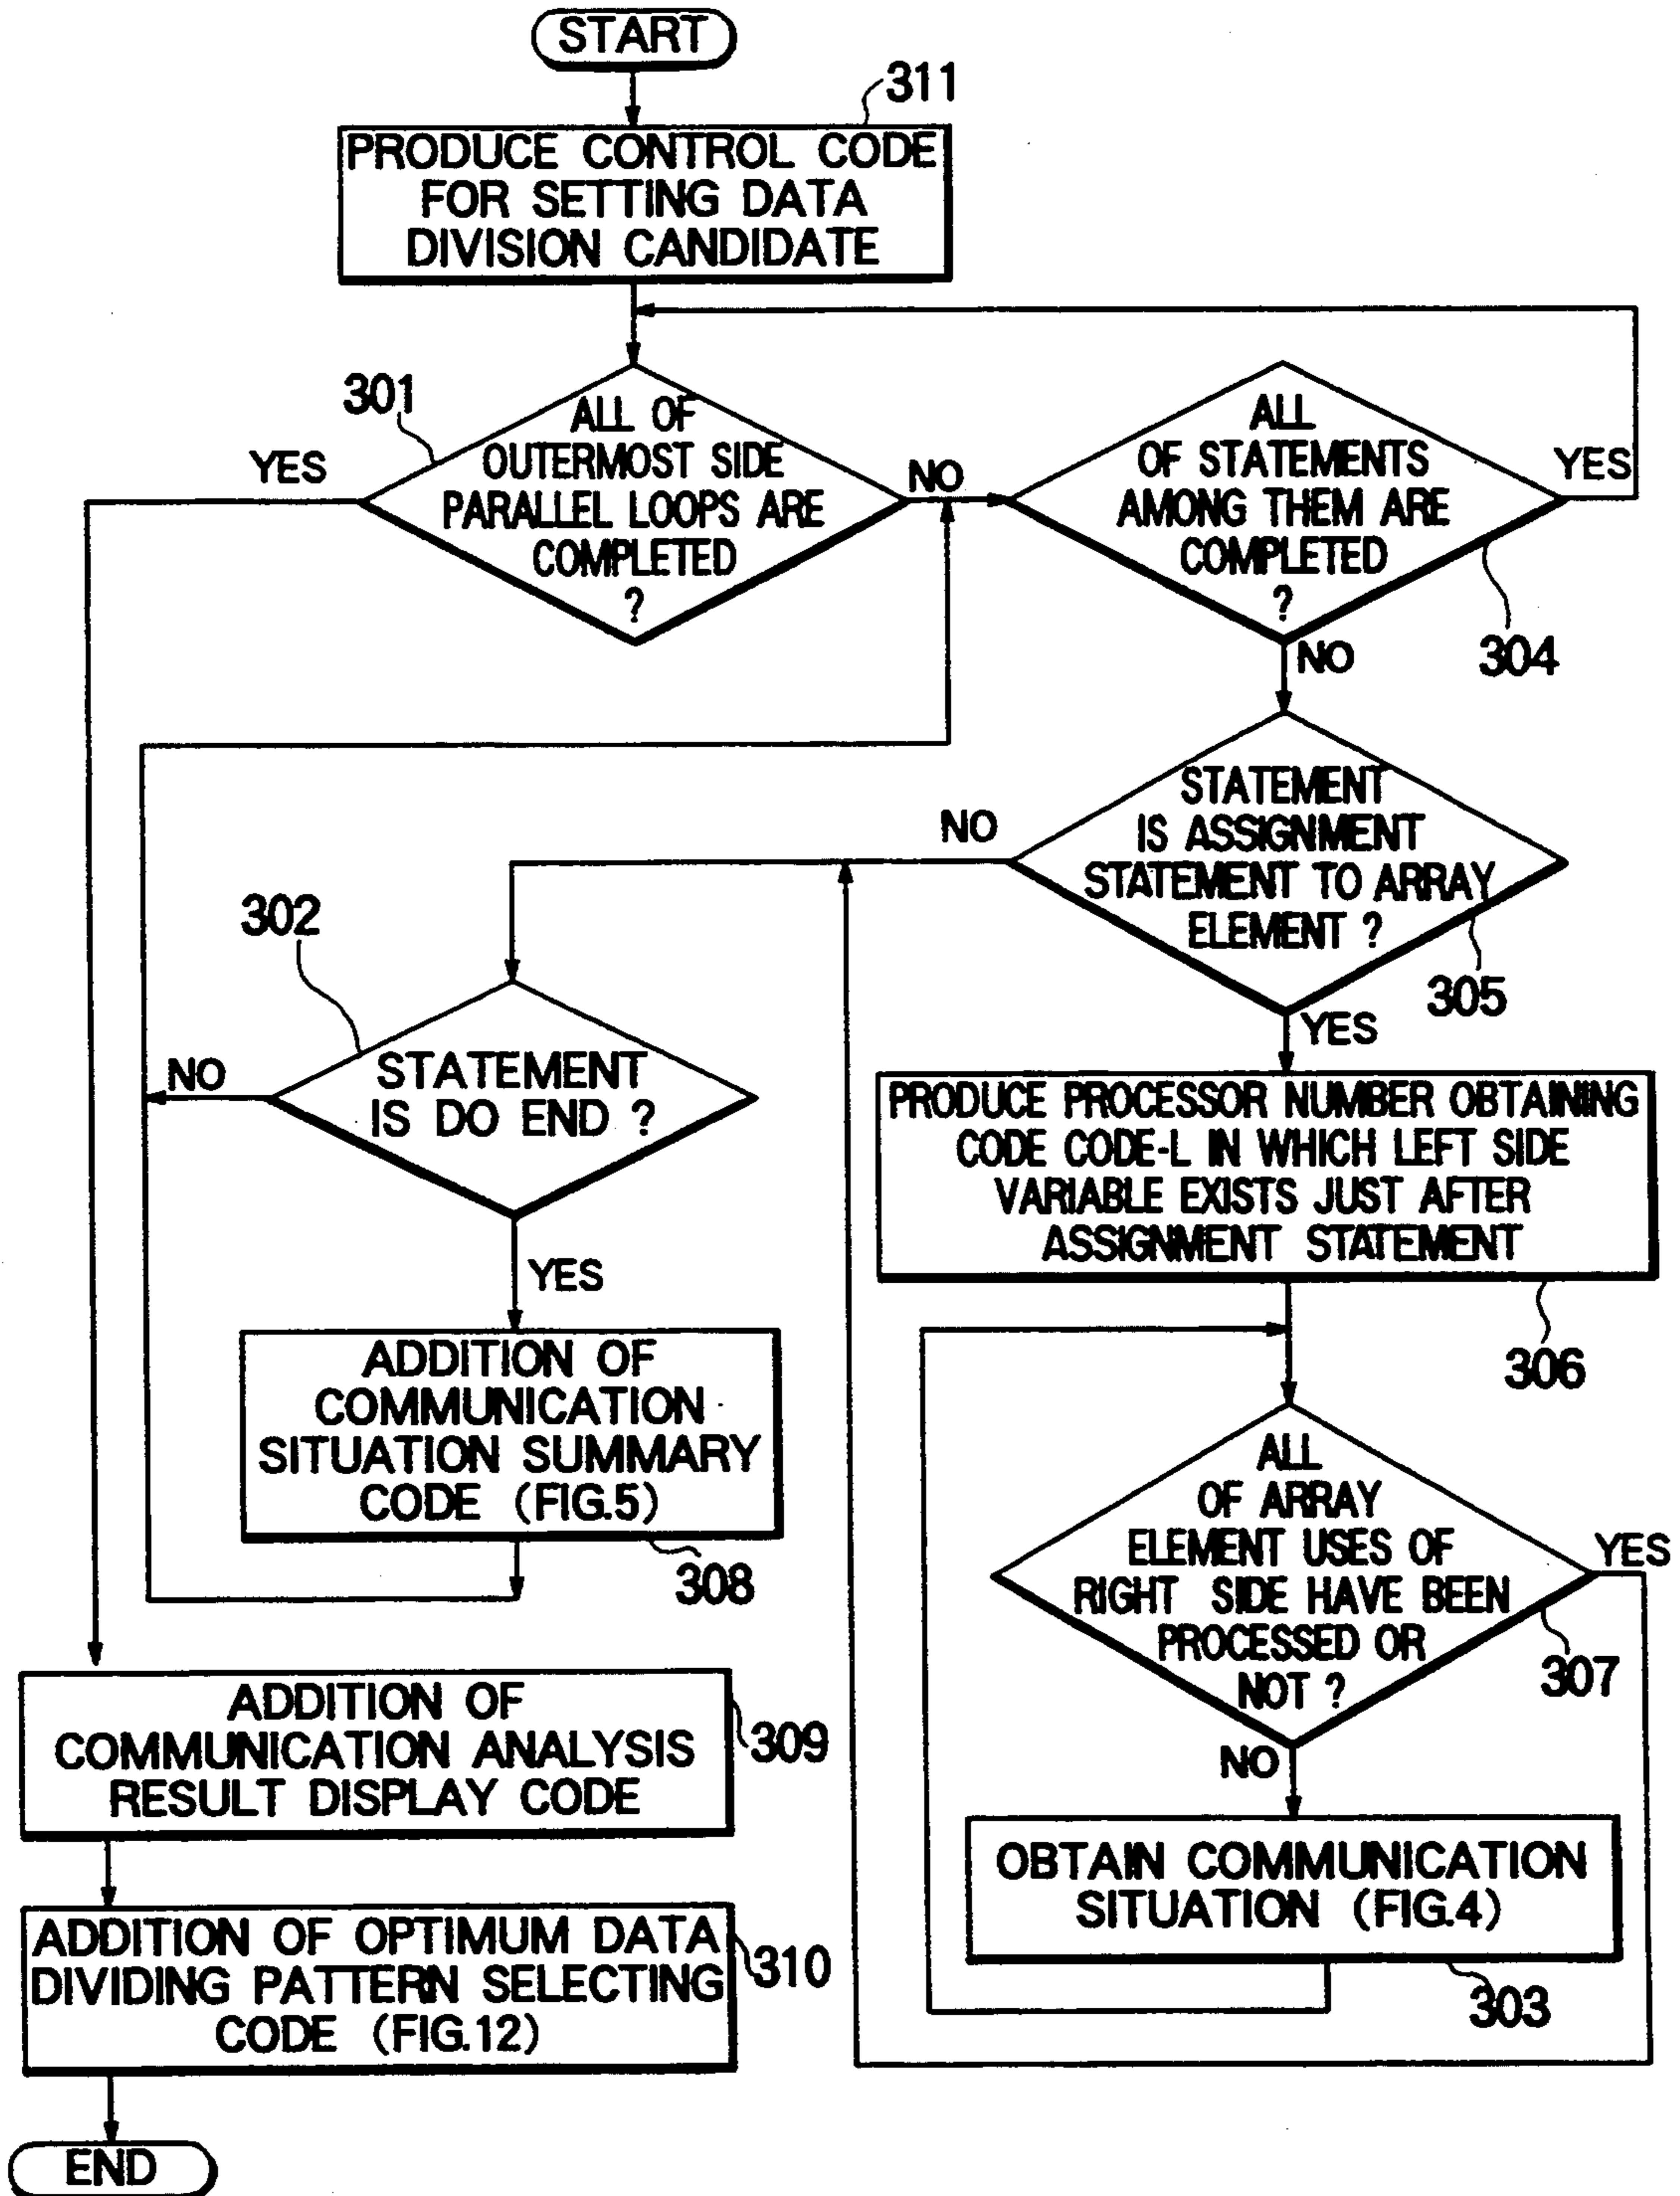 START
311
PRODUCE CONTROL CODE
FOR SETTING DATA
DIVISION CANDIDATE
301
ALL OF
OUTERMOST SIDE
PARALLEL LOOPS ARE
COMPLETED
?
YES
NO
ALL
OF STATEMENTS
AMONG THEM ARE
COMPLETED
?
YES
304
NO
STATEMENT
IS ASSIGNMENT
STATEMENT TO ARRAY
ELEMENT ?
NO
305
YES
302
STATEMENT
IS DO END ?
NO
YES
PRODUCE PROCESSOR NUMBER OBTAINING
CODE CODE-L IN WHICH LEFT SIDE
VARIABLE EXISTS JUST AFTER
ASSIGNMENT STATEMENT
306
ADDITION OF
COMMUNICATION
SITUATION SUMMARY
CODE (FIG.5)
308
ALL
OF ARRAY
ELEMENT USES OF
RIGHT SIDE HAVE BEEN
PROCESSED OR
NOT ?
YES
307
NO
OBTAIN COMMUNICATION
SITUATION (FIG.4)
303
ADDITION OF
COMMUNICATION ANALYSIS
RESULT DISPLAY CODE
309
ADDITION OF OPTIMUM DATA
DIVIDING PATTERN SELECTING
CODE (FIG.12)
310
END